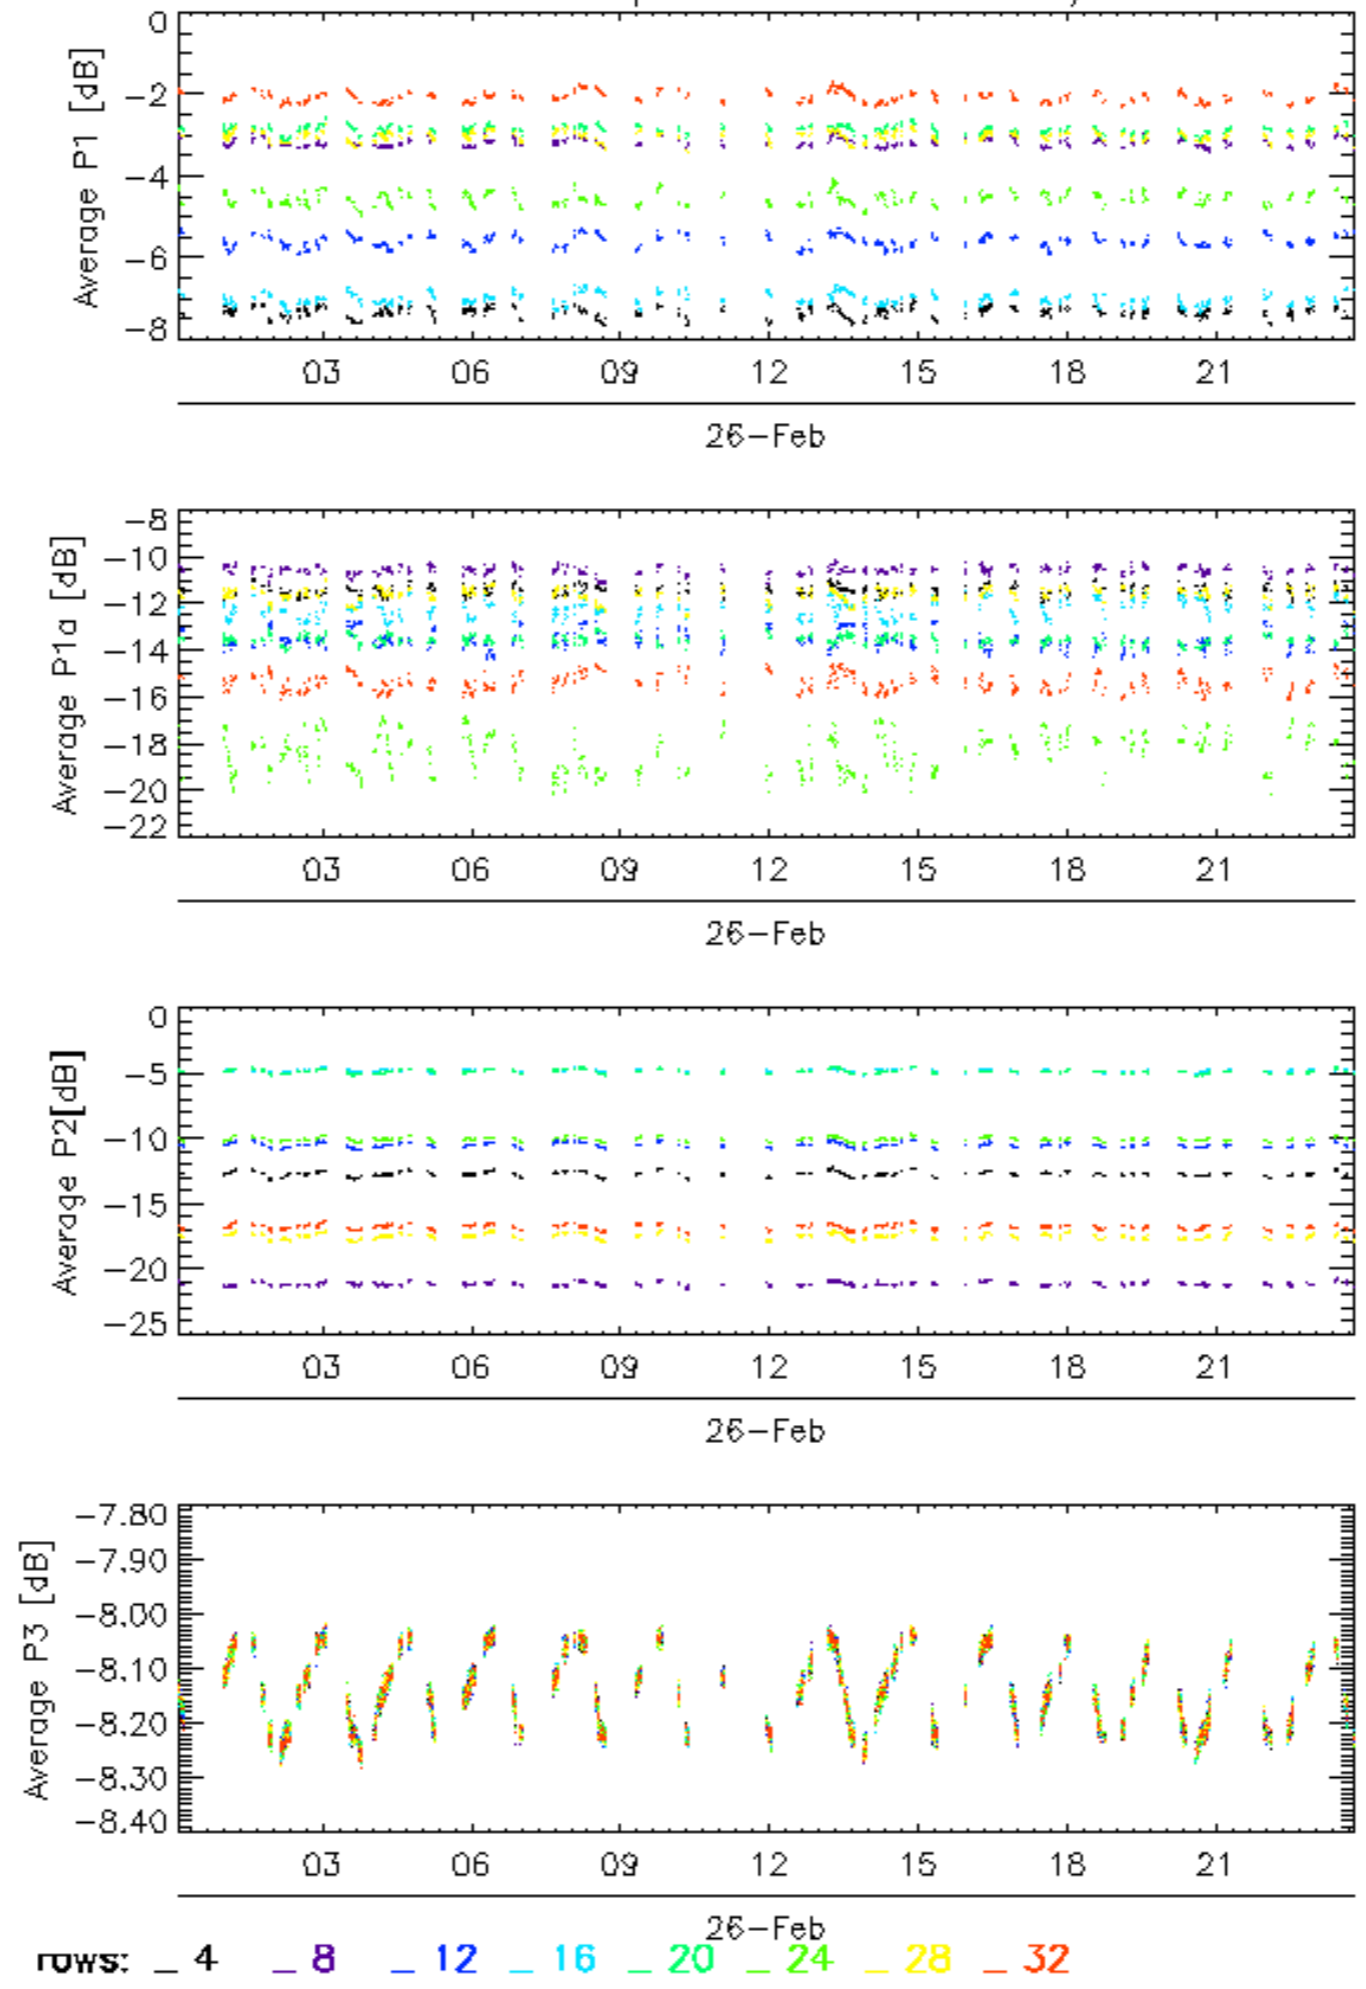 Average P1 [dB]
0
-2
-4
-6
-8
03 06 09 12 15 18 21
26-Feb
Average P1a [dB]
-8
-10
-12
-14
-16
-18
-20
-22
03 06 09 12 15 18 21
26-Feb
Average P2[dB]
0
-5
-10
-15
-20
-25
03 06 09 12 15 18 21
26-Feb
Average P3 [dB]
-7.80
-7.90
-8.00
-8.10
-8.20
-8.30
-8.40
03 06 09 12 15 18 21
26-Feb
rows: _ 4 _ 8 _ 12 _ 16 _ 20 _ 24 _ 28 _ 32